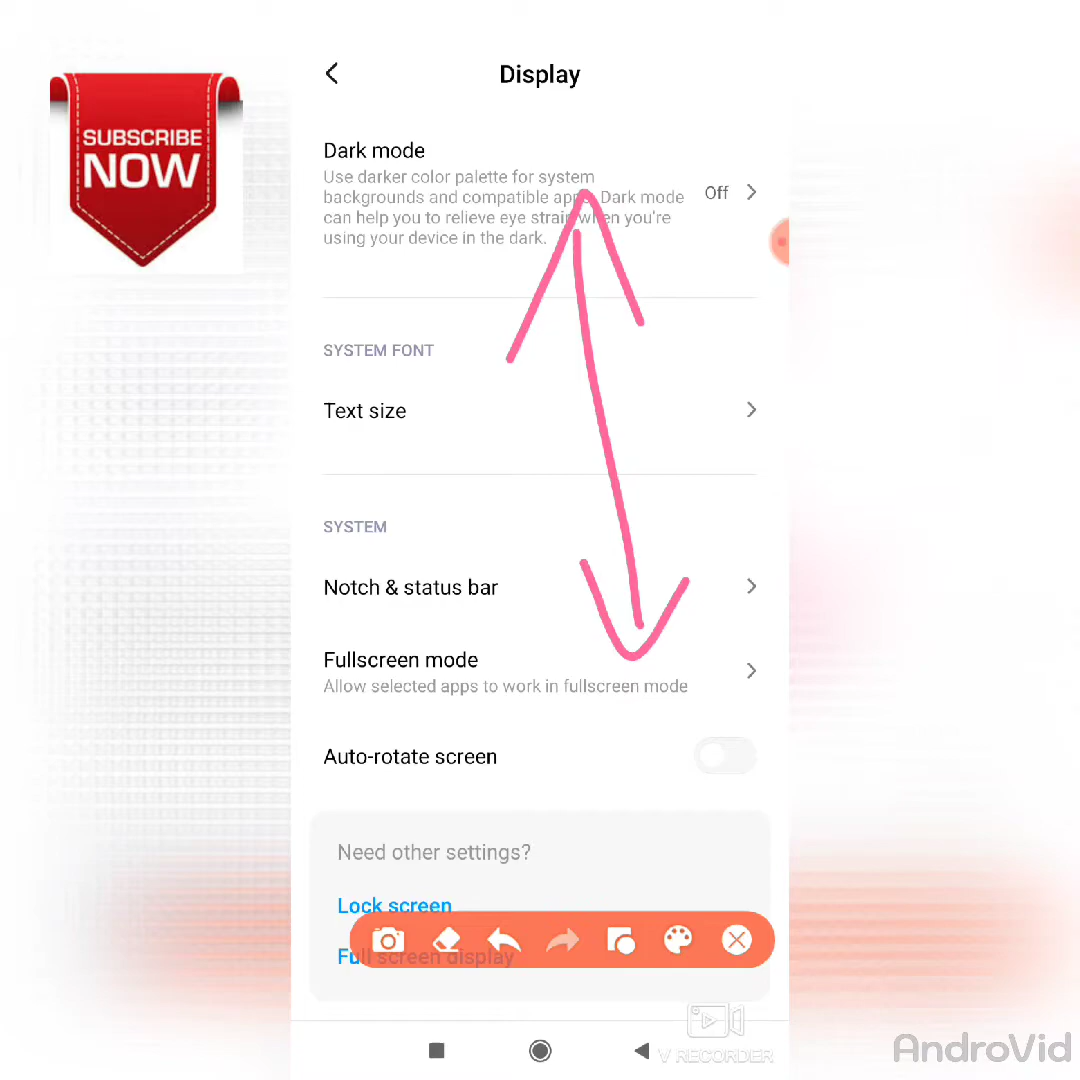 SUBSCRIBE
NOW
Display
Dark mode
Use darker color palette for system
backgrounds and compatible apps. Dark mode
can help you to relieve eye strain when you're
using your device in the dark.
Off
SYSTEM FONT
Text size
SYSTEM
Notch & status bar
Fullscreen mode
Allow selected apps to work in fullscreen mode
Auto-rotate screen
Need other settings?
Lock screen
Full screen display
V RECORDER
AndroVid